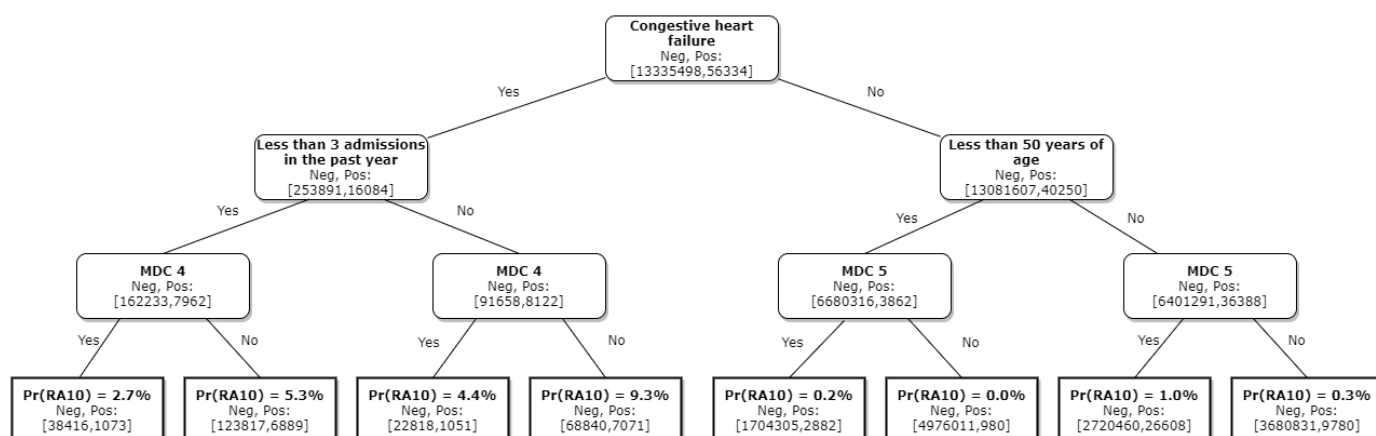 Congestive heart
failure
Neg, Pos:
[13335498,56334]
Yes
No
Less than 3 admissions
in the past year
Neg, Pos:
[253891,16084]
Less than 50 years of
age
Neg, Pos:
[13081607,40250]
Yes
No
Yes
No
MDC 4
Neg, Pos:
[162233,7962]
MDC 4
Neg, Pos:
[91658,8122]
MDC 5
Neg, Pos:
[6680316,3862]
MDC 5
Neg, Pos:
[6401291,36388]
Yes
No
Yes
No
Yes
No
Yes
No
Pr(RA10) = 2.7%
Neg, Pos:
[38416,1073]
Pr(RA10) = 5.3%
Neg, Pos:
[123817,6889]
Pr(RA10) = 4.4%
Neg, Pos:
[22818,1051]
Pr(RA10) = 9.3%
Neg, Pos:
[68840,7071]
Pr(RA10) = 0.2%
Neg, Pos:
[1704305,2882]
Pr(RA10) = 0.0%
Neg, Pos:
[4976011,980]
Pr(RA10) = 1.0%
Neg, Pos:
[2720460,26608]
Pr(RA10) = 0.3%
Neg, Pos:
[3680831,9780]